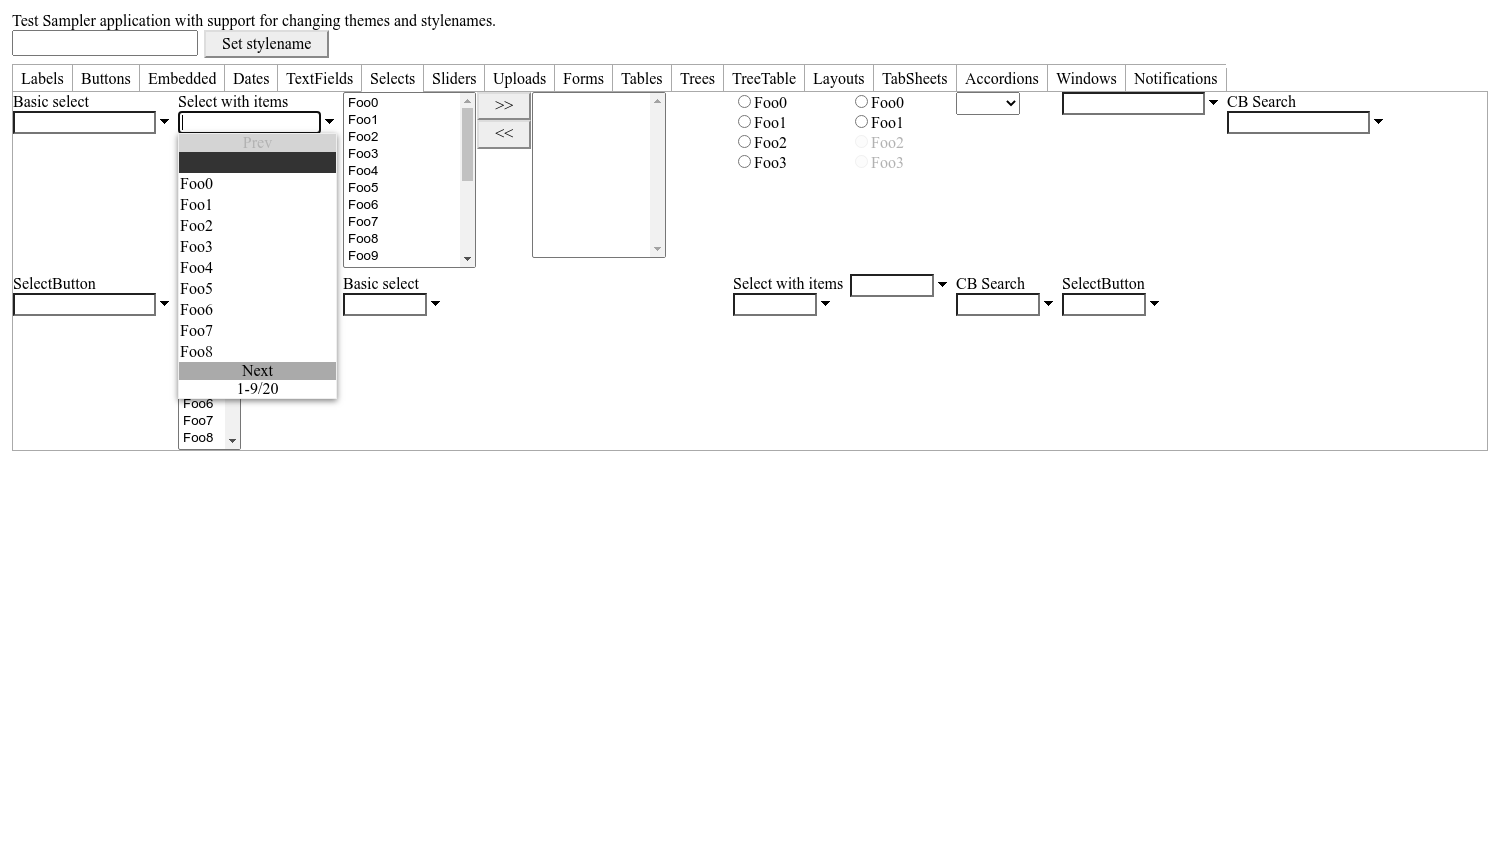 Test Sampler application with support for changing themes and stylenames.
Set stylename
Labels Buttons Embedded Dates TextFields Selects Sliders Uploads Forms Tables Trees TreeTable Layouts TabSheets Accordions Windows Notifications
Basic select
Select with items
Prev
Foo0
Foo1
Foo2
Foo3
Foo4
Foo5
Foo6
Foo7
Foo8
Next
1-9/20
Foo6
Foo7
Foo8
Foo0
Foo1
Foo2
Foo3
Foo4
Foo5
Foo6
Foo7
Foo8
Foo9
>>
<<
Foo0
Foo1
Foo2
Foo3
Foo0
Foo1
Foo2
Foo3
CB Search
SelectButton
Basic select
Select with items
CB Search
SelectButton